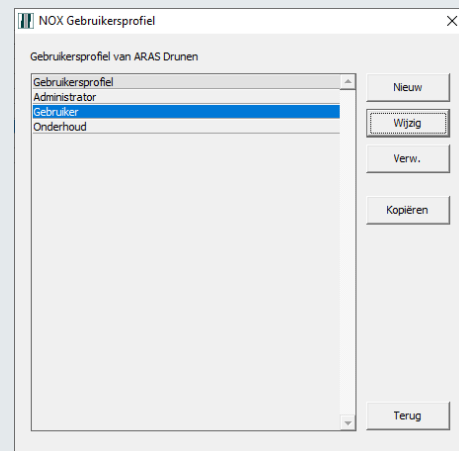 NOX Gebruikersprofiel
Gebruikersprofiel van ARAS Drunen
Gebruikersprofiel
Administrator
Gebruiker
Onderhoud
Nieuw
Wijzig
Verw.
Kopiëren
Terug